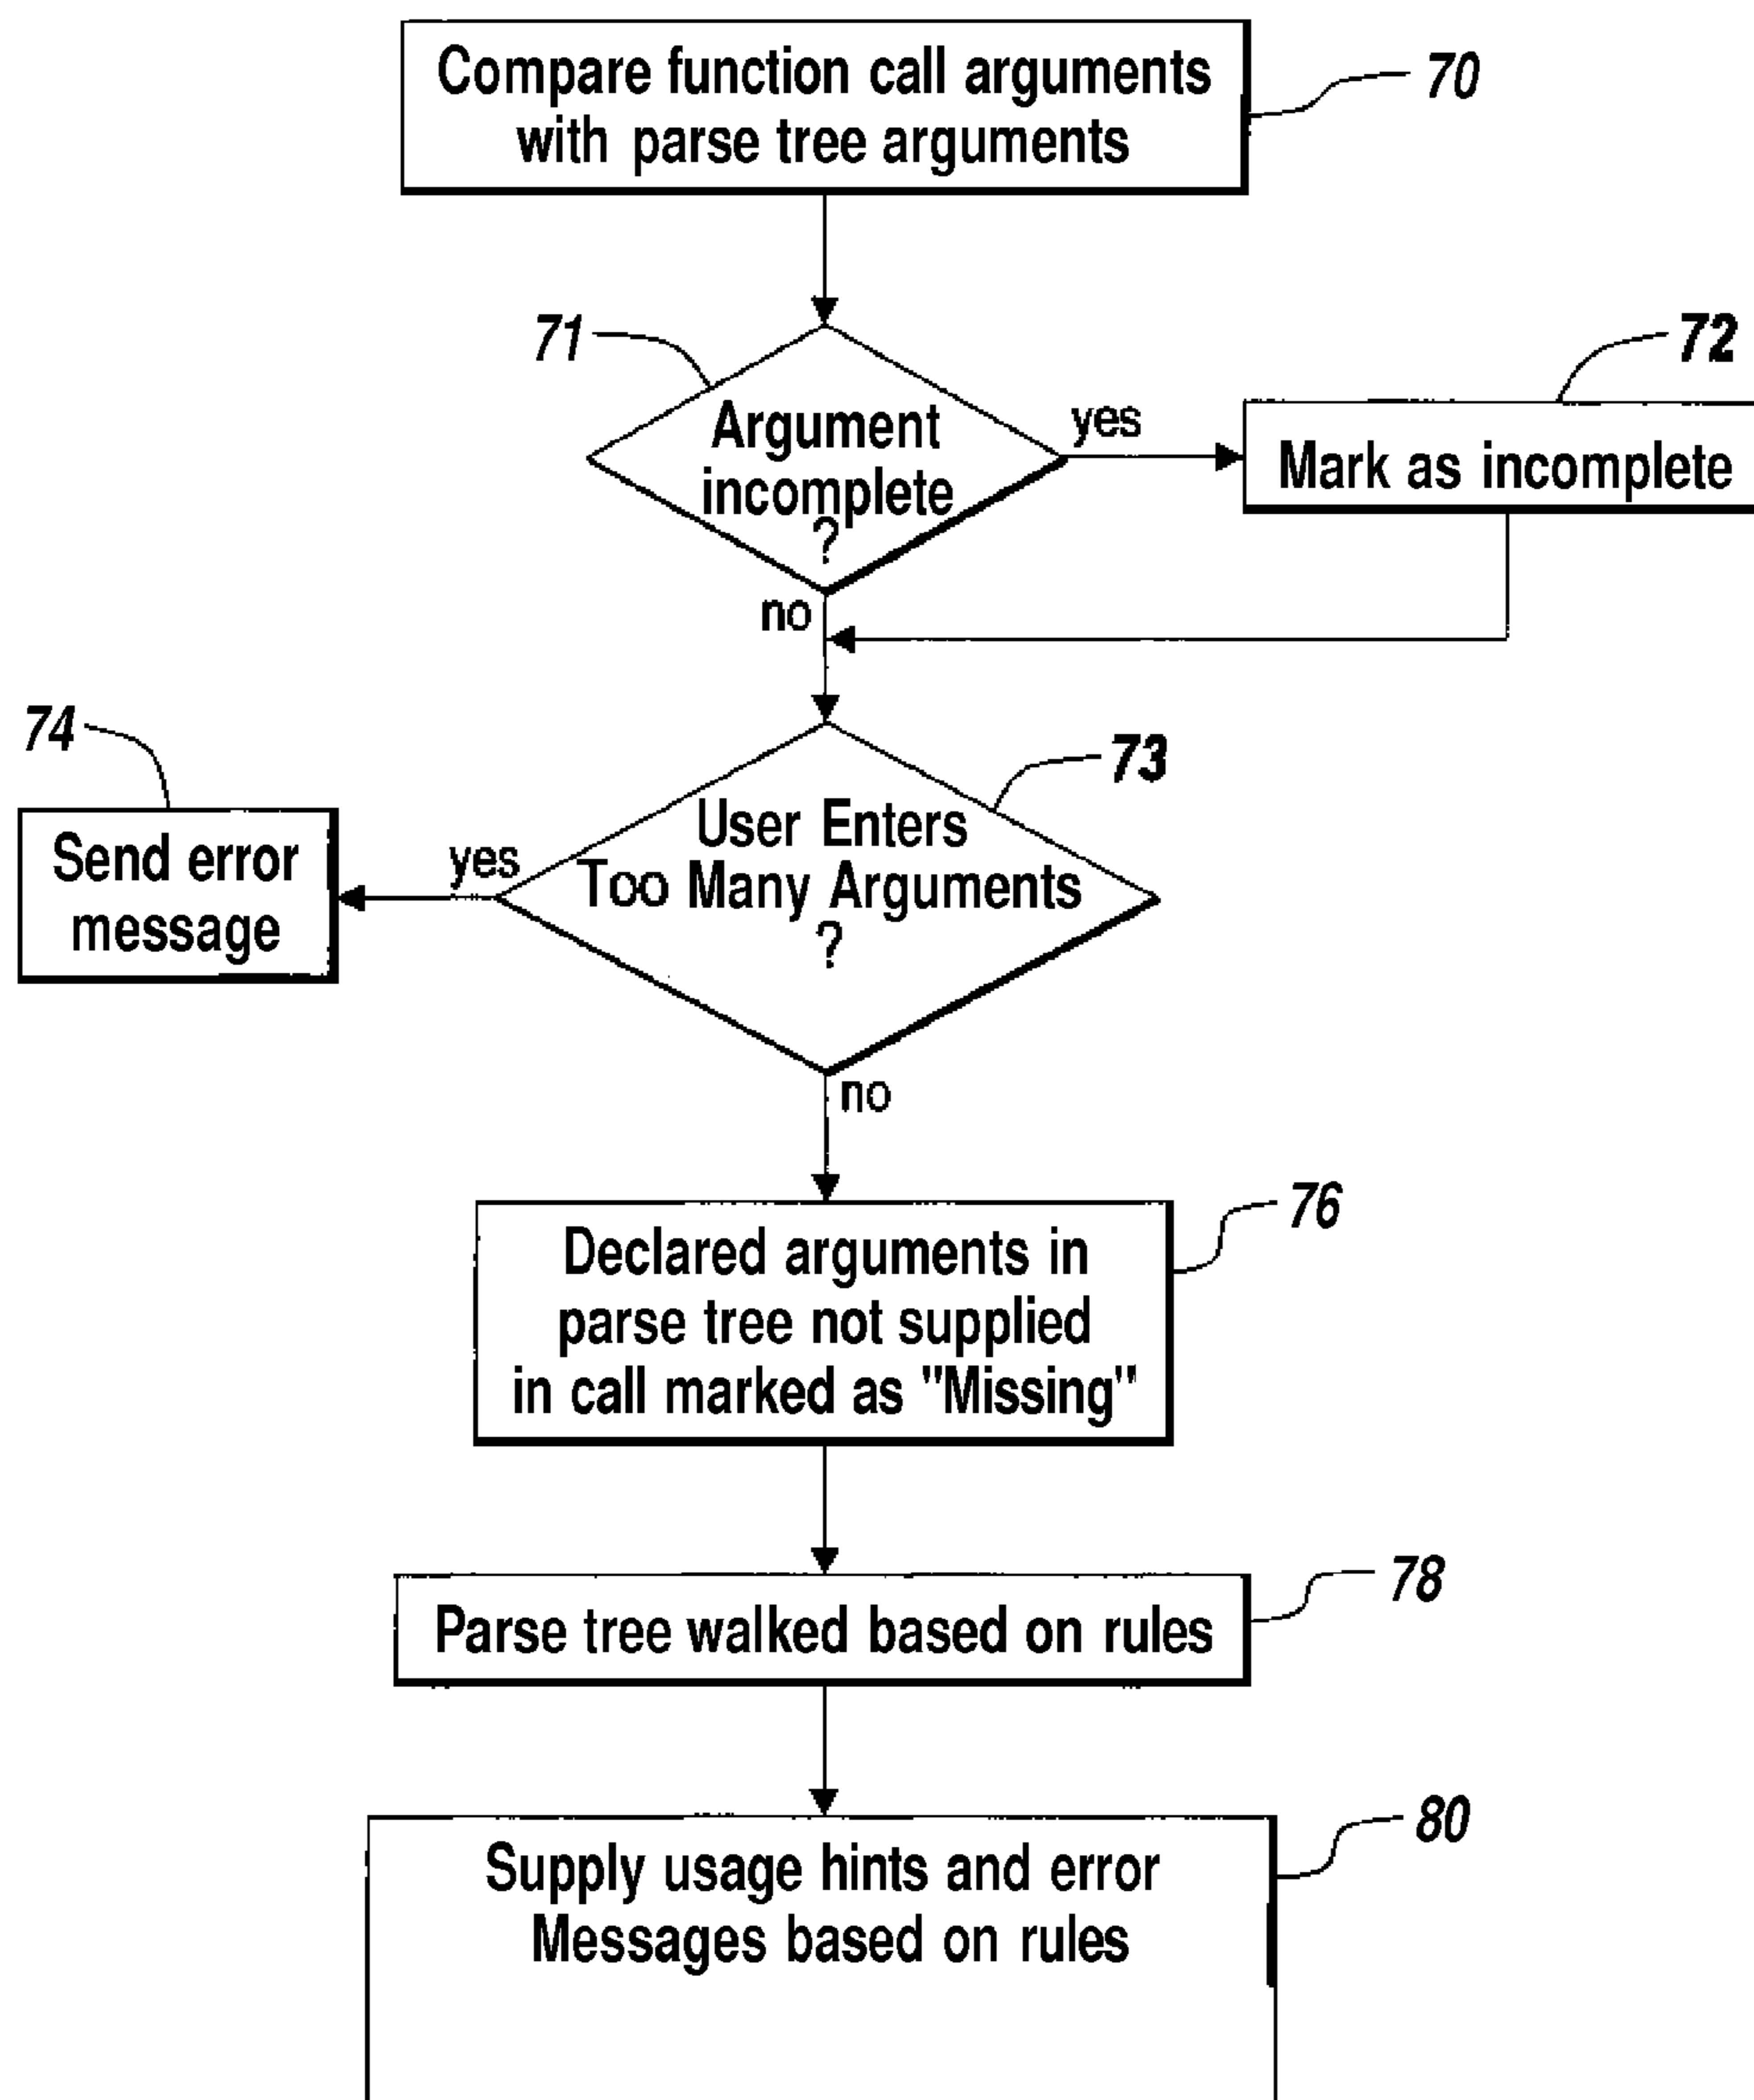 Compare function call arguments
with parse tree arguments
70
71
Argument
incomplete
?
yes
72
Mark as incomplete
no
74
73
Send error
message
yes
User Enters
Too Many Arguments
?
no
76
Declared arguments in
parse tree not supplied
in call marked as "Missing"
78
Parse tree walked based on rules
80
Supply usage hints and error
Messages based on rules